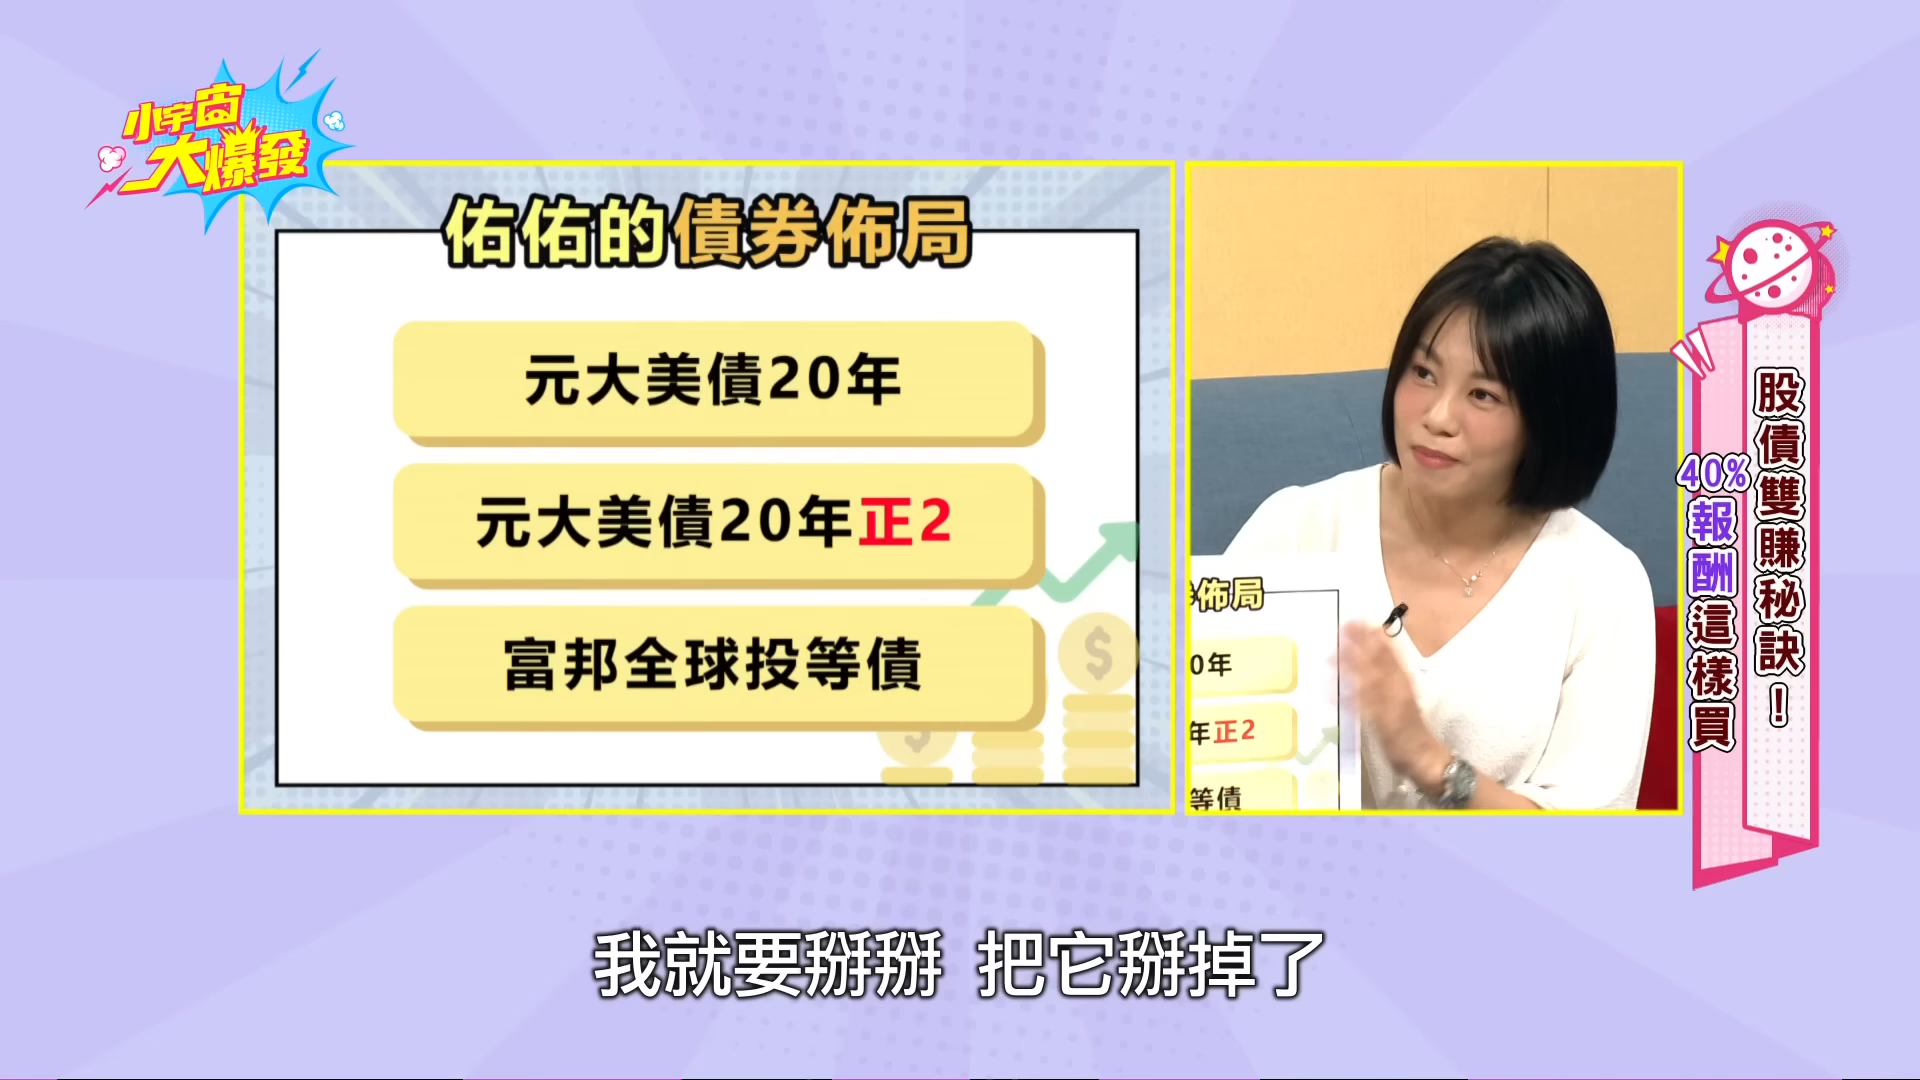 小宇宙
大爆發
佑佑的債券佈局
元大美債20年
元大美債20年正2
富邦全球投等債
佈局
0年
年正2
等債
股債雙賺秘訣！
40%報酬這樣買
我就要掰掰 把它掰掉了